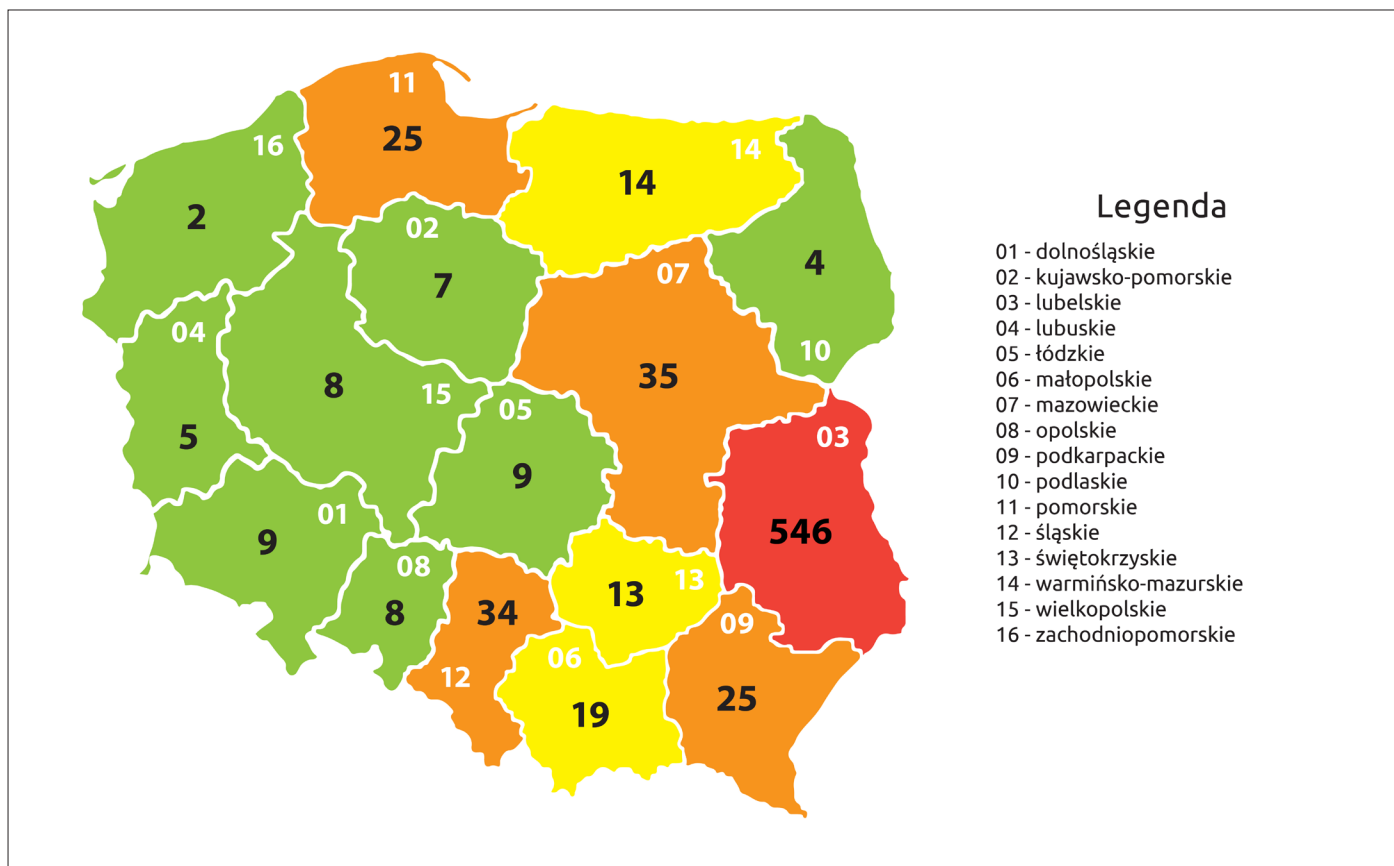 11
25
16
14
14
2
02
4
07
7
04
10
35
8
15
05
5
03
9
01
546
9
08
13
13
8
34
09
06
12
25
19
Legenda
01 - dolnośląskie
02 - kujawsko-pomorskie
03 - lubelskie
04 - lubuskie
05 - łódzkie
06 - małopolskie
07 - mazowieckie
08 - opolskie
09 - podkarpackie
10 - podlaskie
11 - pomorskie
12 - śląskie
13 - świętokrzyskie
14 - warmińsko-mazurskie
15 - wielkopolskie
16 - zachodniopomorskie